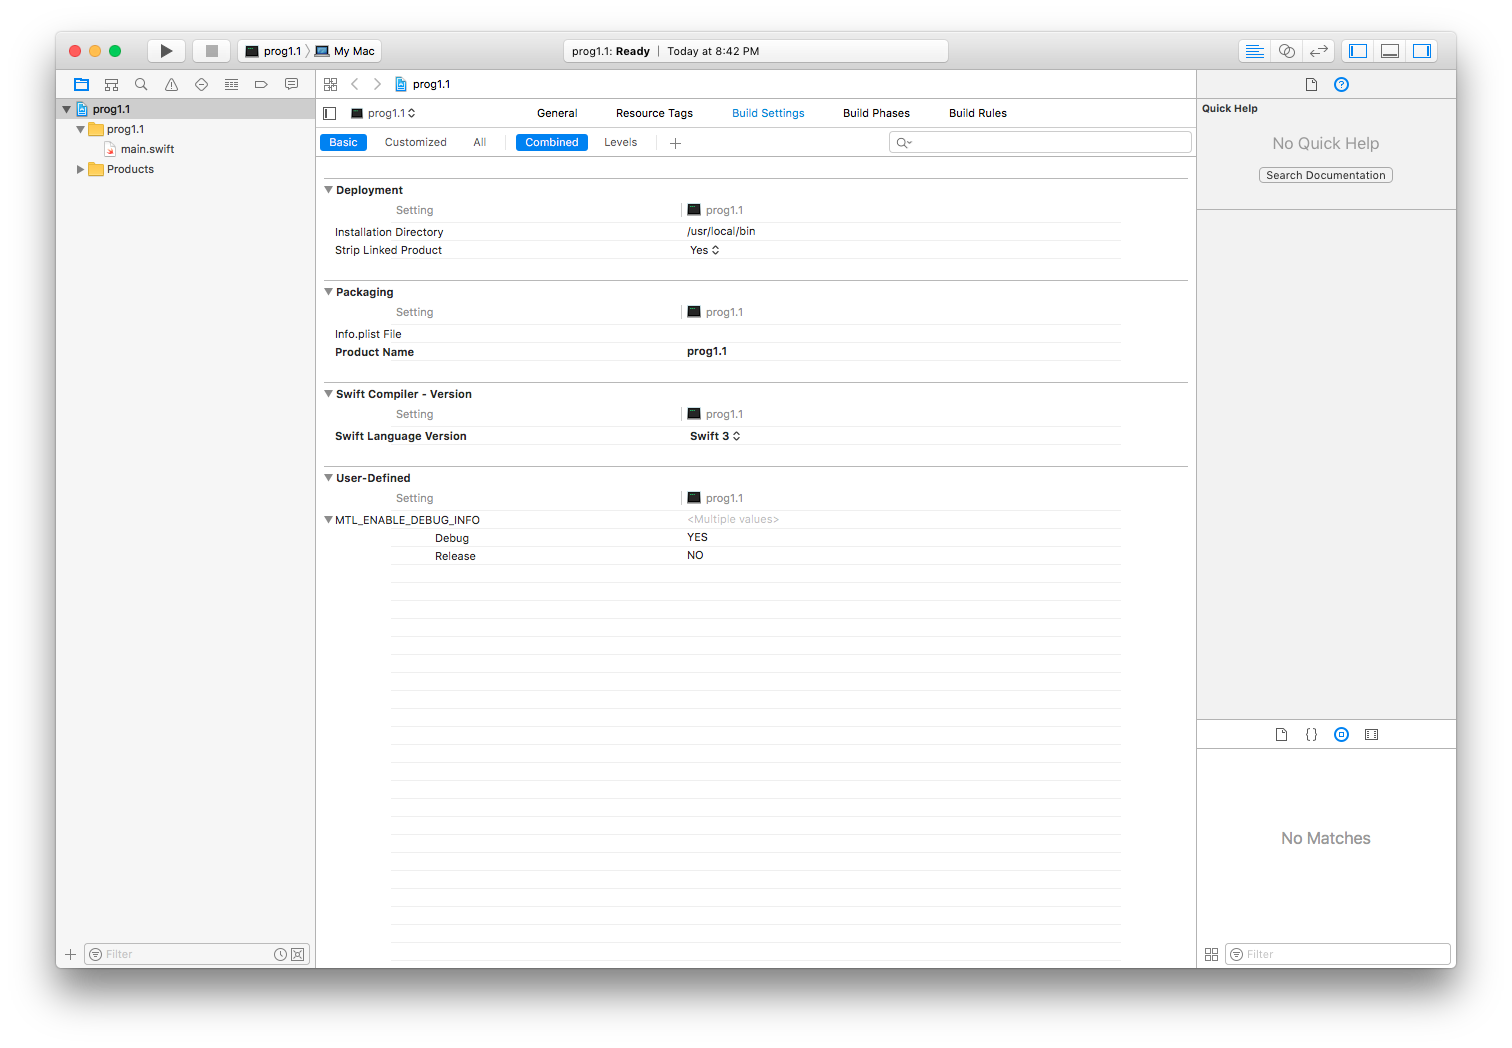 prog1.1 My Mac
prog1.1: Ready | Today at 8:42 PM
prog1.1
prog1.1
main.swift
Products
prog1.1
prog1.1 General Resource Tags Build Settings Build Phases Build Rules
Basic Customized All Combined Levels +
Deployment
Setting prog1.1
Installation Directory /usr/local/bin
Strip Linked Product Yes
Packaging
Setting prog1.1
Info.plist File
Product Name prog1.1
Swift Compiler - Version
Setting prog1.1
Swift Language Version Swift 3
User-Defined
Setting prog1.1
MTL_ENABLE_DEBUG_INFO <Multiple values>
Debug YES
Release NO
Quick Help
No Quick Help
Search Documentation
{}
No Matches
Filter
Filter